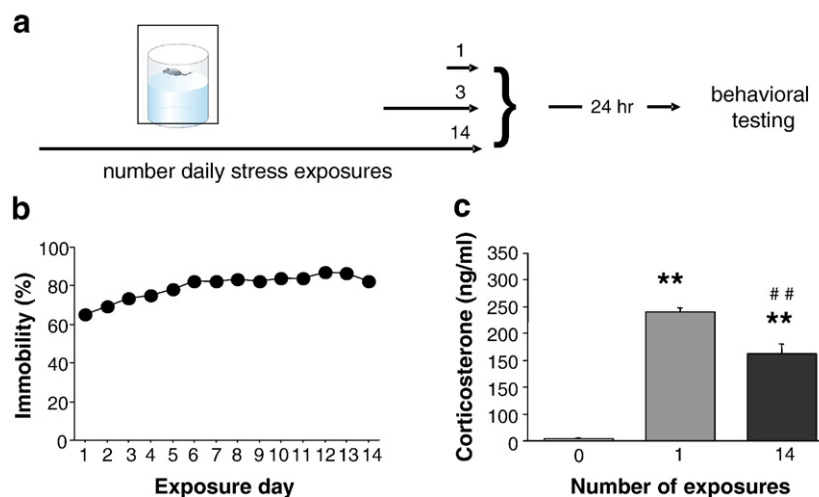 a
1
3
14
}
24 hr
behavioral
testing
number daily stress exposures
b
100
80
60
40
20
0
Immobility (%)
1 2 3 4 5 6 7 8 9 10 11 12 13 14
Exposure day
c
350
300
250
200
150
150
100
0
Corticosterone (ng/ml)
**
##
**
0 1 14
Number of exposures